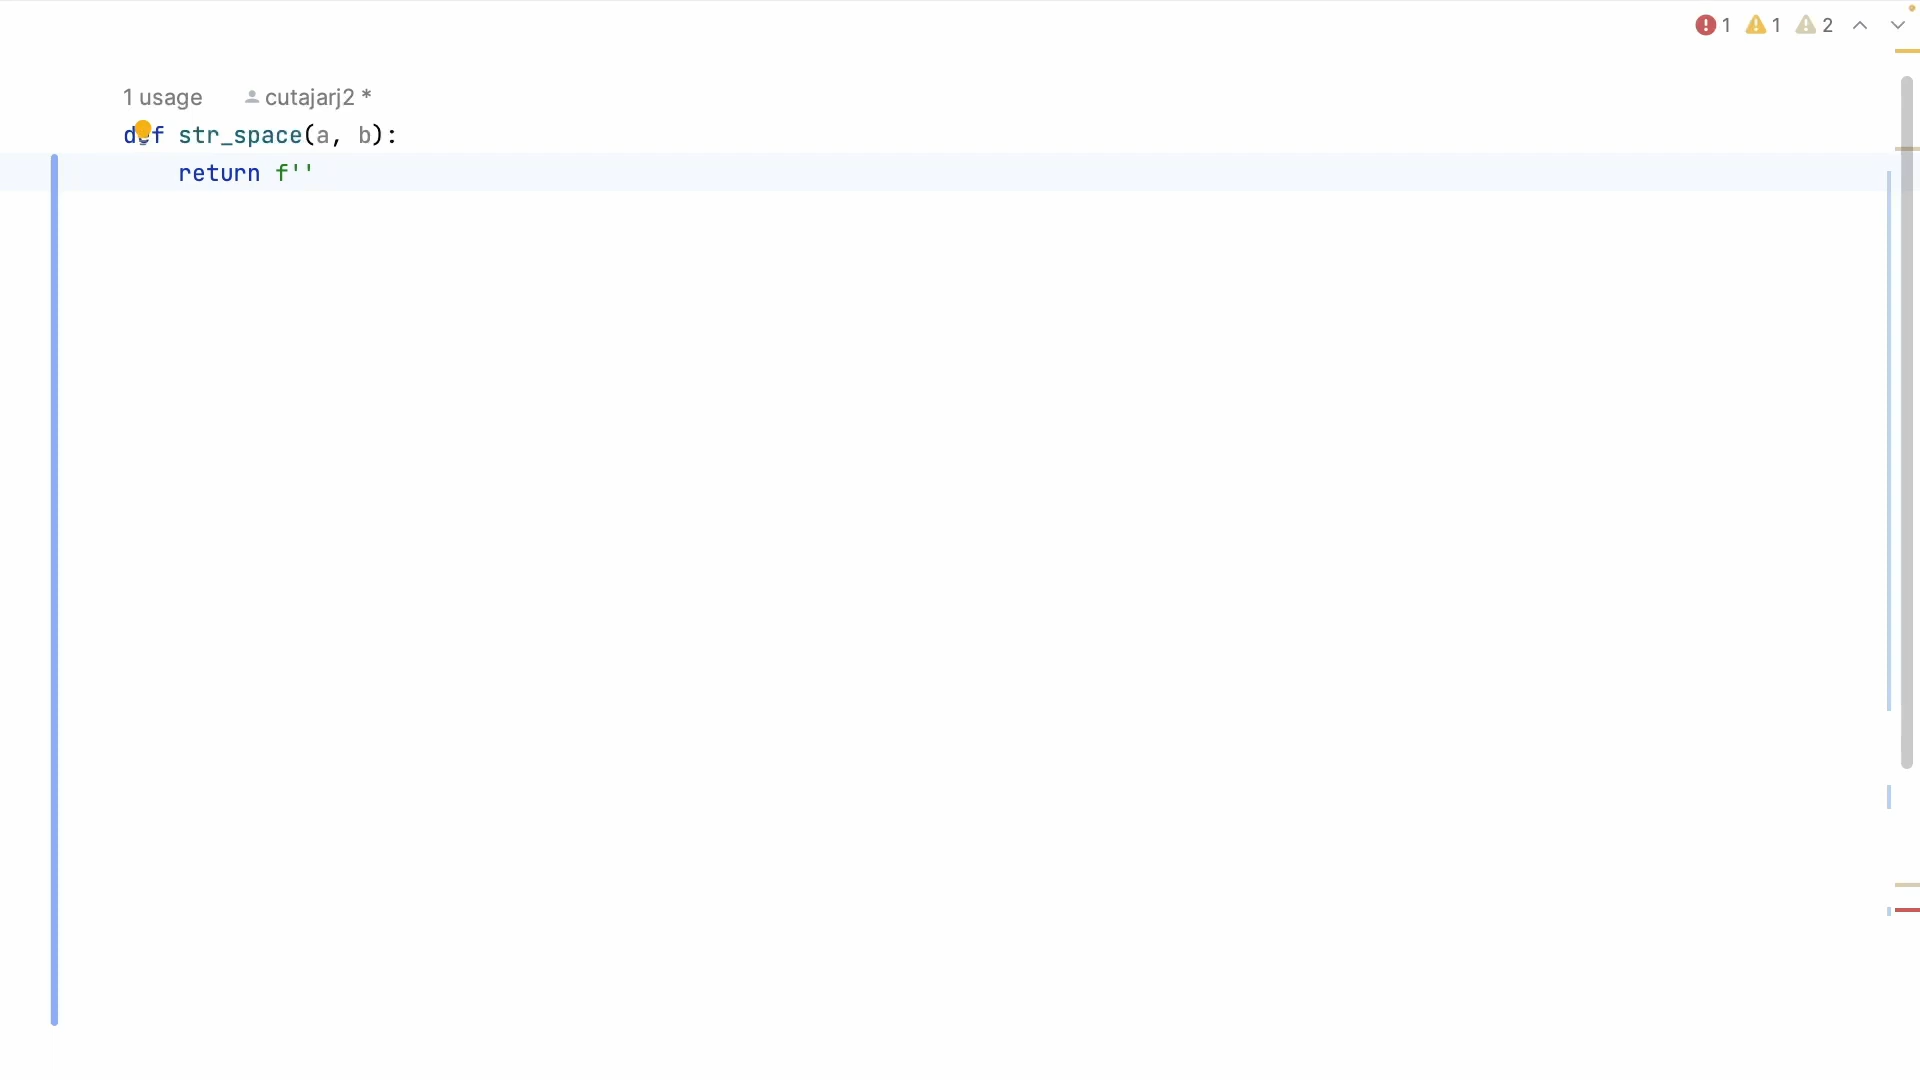 1 1 2
1 usage cutajarj2 *
def str_space(a, b):
    return f''